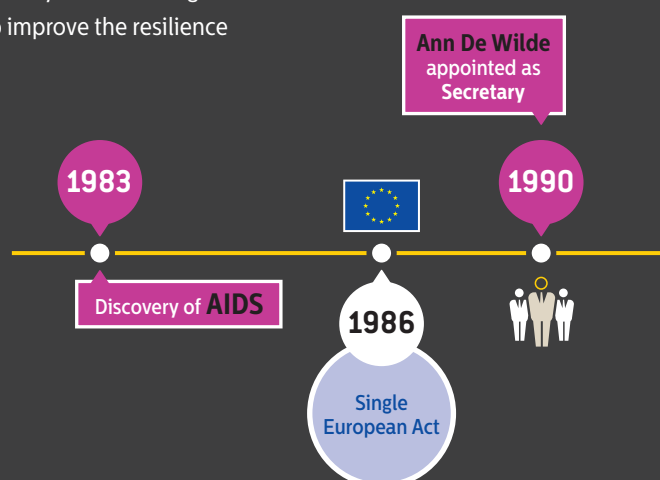 o improve the resilience
Ann De Wilde
appointed as
Secretary
1983
1990
Discovery of AIDS
1986
Single
European Act